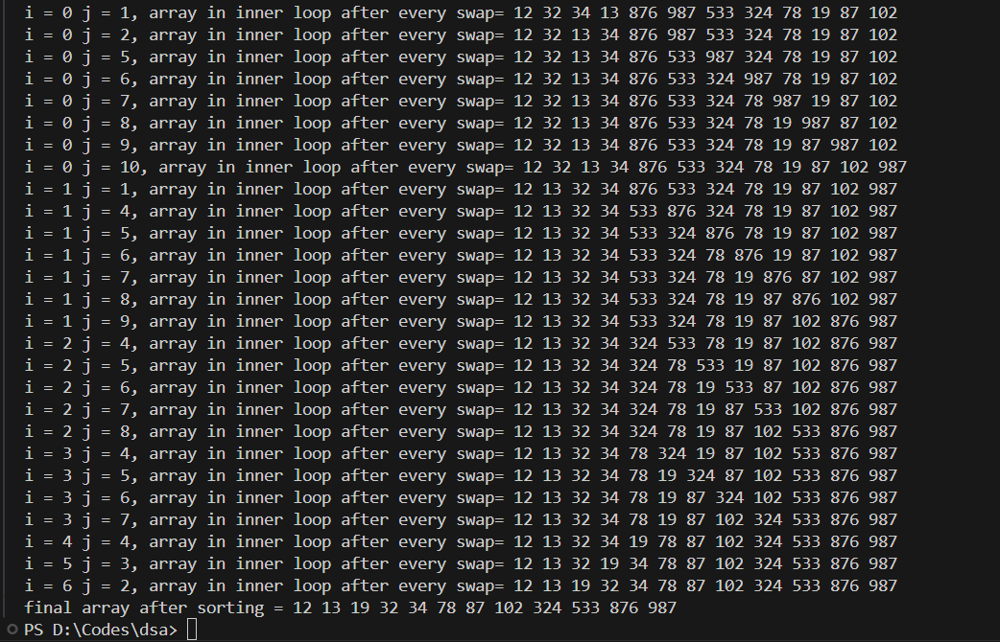 i = 0 j = 1, array in inner loop after every swap= 12 32 34 13 876 987 533 324 78 19 87 102
i = 0 j = 2, array in inner loop after every swap= 12 32 13 34 876 987 533 324 78 19 87 102
i = 0 j = 5, array in inner loop after every swap= 12 32 13 34 876 533 987 324 78 19 87 102
i = 0 j = 6, array in inner loop after every swap= 12 32 13 34 876 533 324 987 78 19 87 102
i = 0 j = 7, array in inner loop after every swap= 12 32 13 34 876 533 324 78 987 19 87 102
i = 0 j = 8, array in inner loop after every swap= 12 32 13 34 876 533 324 78 19 987 87 102
i = 0 j = 9, array in inner loop after every swap= 12 32 13 34 876 533 324 78 19 87 987 102
i = 0 j = 10, array in inner loop after every swap= 12 32 13 34 876 533 324 78 19 87 102 987
i = 1 j = 1, array in inner loop after every swap= 12 13 32 34 876 533 324 78 19 87 102 987
i = 1 j = 4, array in inner loop after every swap= 12 13 32 34 533 876 324 78 19 87 102 987
i = 1 j = 5, array in inner loop after every swap= 12 13 32 34 533 324 876 78 19 87 102 987
i = 1 j = 6, array in inner loop after every swap= 12 13 32 34 533 324 78 876 19 87 102 987
i = 1 j = 7, array in inner loop after every swap= 12 13 32 34 533 324 78 19 876 87 102 987
i = 1 j = 8, array in inner loop after every swap= 12 13 32 34 533 324 78 19 87 876 102 987
i = 1 j = 9, array in inner loop after every swap= 12 13 32 34 533 324 78 19 87 102 876 987
i = 2 j = 4, array in inner loop after every swap= 12 13 32 34 324 533 78 19 87 102 876 987
i = 2 j = 5, array in inner loop after every swap= 12 13 32 34 324 78 533 19 87 102 876 987
i = 2 j = 6, array in inner loop after every swap= 12 13 32 34 324 78 19 533 87 102 876 987
i = 2 j = 7, array in inner loop after every swap= 12 13 32 34 324 78 19 87 533 102 876 987
i = 2 j = 8, array in inner loop after every swap= 12 13 32 34 324 78 19 87 102 533 876 987
i = 3 j = 4, array in inner loop after every swap= 12 13 32 34 78 324 19 87 102 533 876 987
i = 3 j = 5, array in inner loop after every swap= 12 13 32 34 78 19 324 87 102 533 876 987
i = 3 j = 6, array in inner loop after every swap= 12 13 32 34 78 19 87 324 102 533 876 987
i = 3 j = 7, array in inner loop after every swap= 12 13 32 34 78 19 87 102 324 533 876 987
i = 4 j = 4, array in inner loop after every swap= 12 13 32 34 19 78 87 102 324 533 876 987
i = 5 j = 3, array in inner loop after every swap= 12 13 32 19 34 78 87 102 324 533 876 987
i = 6 j = 2, array in inner loop after every swap= 12 13 19 32 34 78 87 102 324 533 876 987
final array after sorting = 12 13 19 32 34 78 87 102 324 533 876 987
PS D:\Codes\dsa>